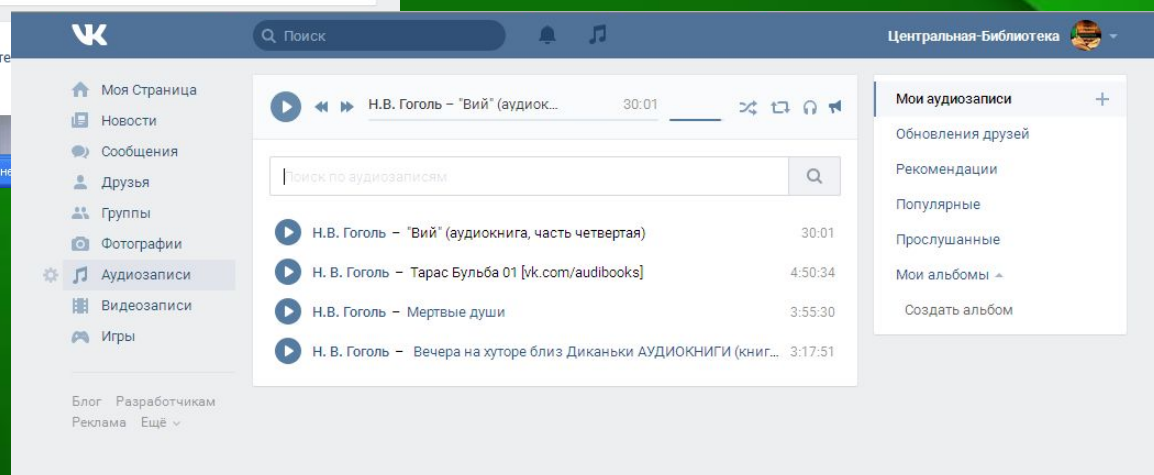 Поиск
Центральная-Библиотека
Моя Страница
Новости
Сообщения
Друзья
Группы
Фотографии
Аудиозаписи
Видеозаписи
Игры
Блог Разработчикам
Реклама Ещё
Н.В. Гоголь – "Вий" (аудиок... 30:01
Поиск по аудиозаписям
Н.В. Гоголь – "Вий" (аудиокнига, часть четвертая) 30:01
Н. В. Гоголь – Тарас Бульба 01 [vk.com/audibooks] 4:50:34
Н.В. Гоголь – Мертвые души 3:55:30
Н. В. Гоголь – Вечера на хуторе близ Диканьки АУДИОКНИГИ (книг... 3:17:51
Мои аудиозаписи
Обновления друзей
Рекомендации
Популярные
Прослушанные
Мои альбомы
Создать альбом